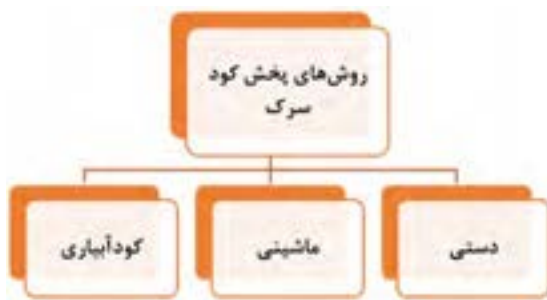 روش‌های پخش کود
سرک
دستی
ماشینی
کودآبیاری